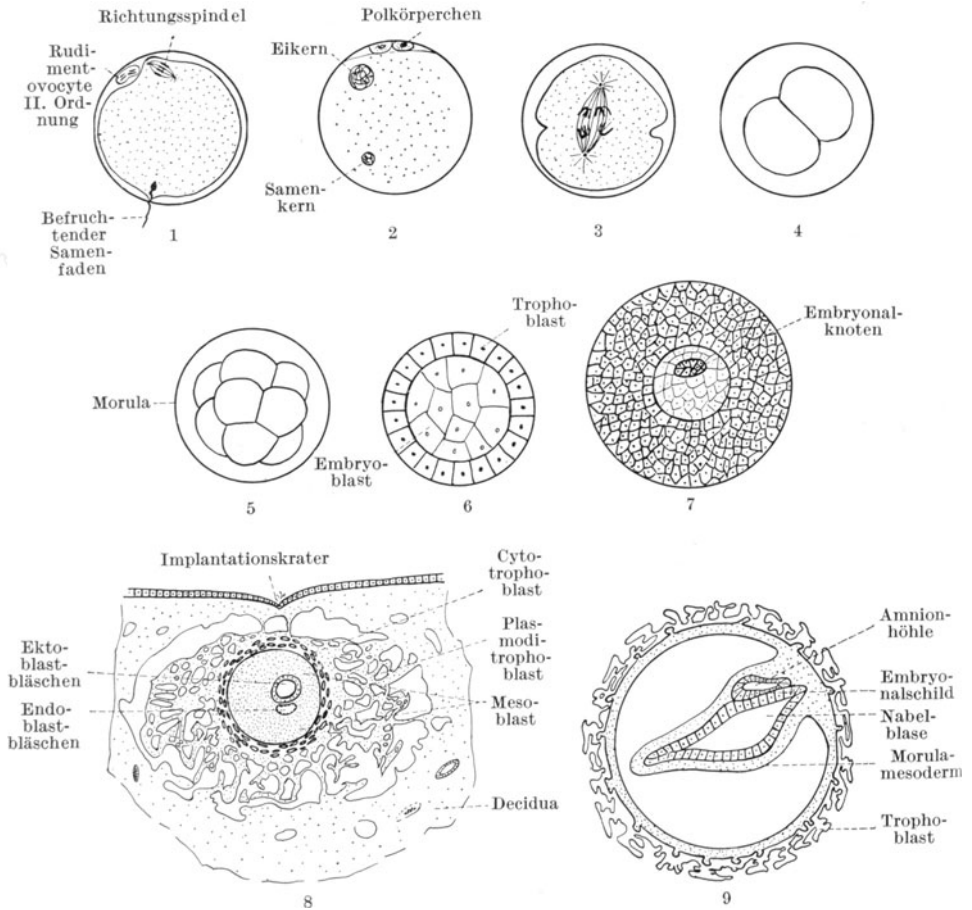 Richtungsspindel
Rudi-
ment-
ovocyte
II. Ord-
nung
Befruch-
tender
Samen-
faden
1
Polkörperchen
Eikern
Samen-
kern
2
3
4
Morula
5
Tropho-
blast
Embryo-
blast
6
Embryonal-
knoten
7
Implantationskrater
Cyto-
tropho-
blast
Plas-
modi-
tropho-
blast
Ekto-
blast-
bläschen
Endo-
blast-
bläschen
Meso-
blast
Decidua
8
Amnion-
höhle
Embryo-
nalschild
Nabel-
blase
Morula-
mesoderm
Tropho-
blast
9